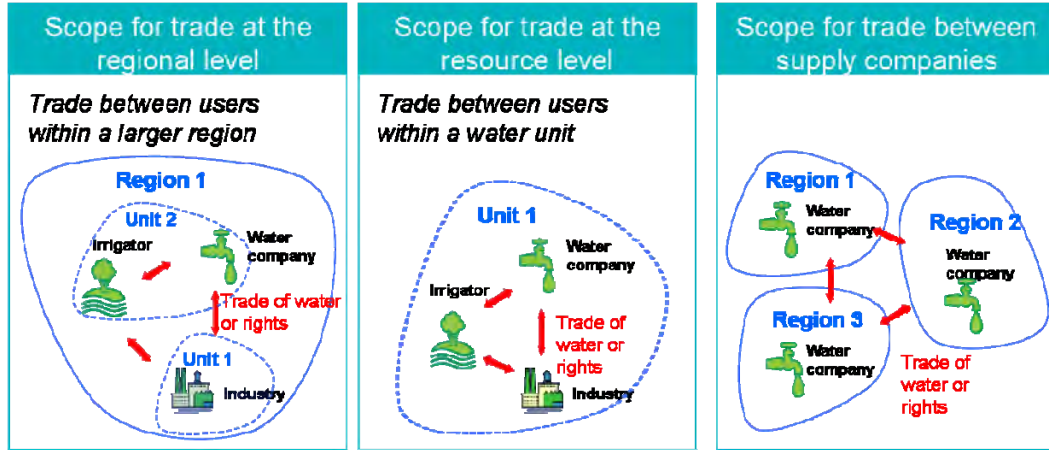 Scope for trade at the
regional level
Trade between users
within a larger region
Region 1
Unit 2
Irrigator
Water
company
Trade of water
or rights
Unit 1
Industry
Scope for trade at the
resource level
Trade between users
within a water unit
Unit 1
Water
company
Irrigator
Trade of
water or
rights
Industry
Scope for trade between
supply companies
Region 1
Water
company
Region 2
Water
company
Region 3
Water
company
Trade of
water or
rights